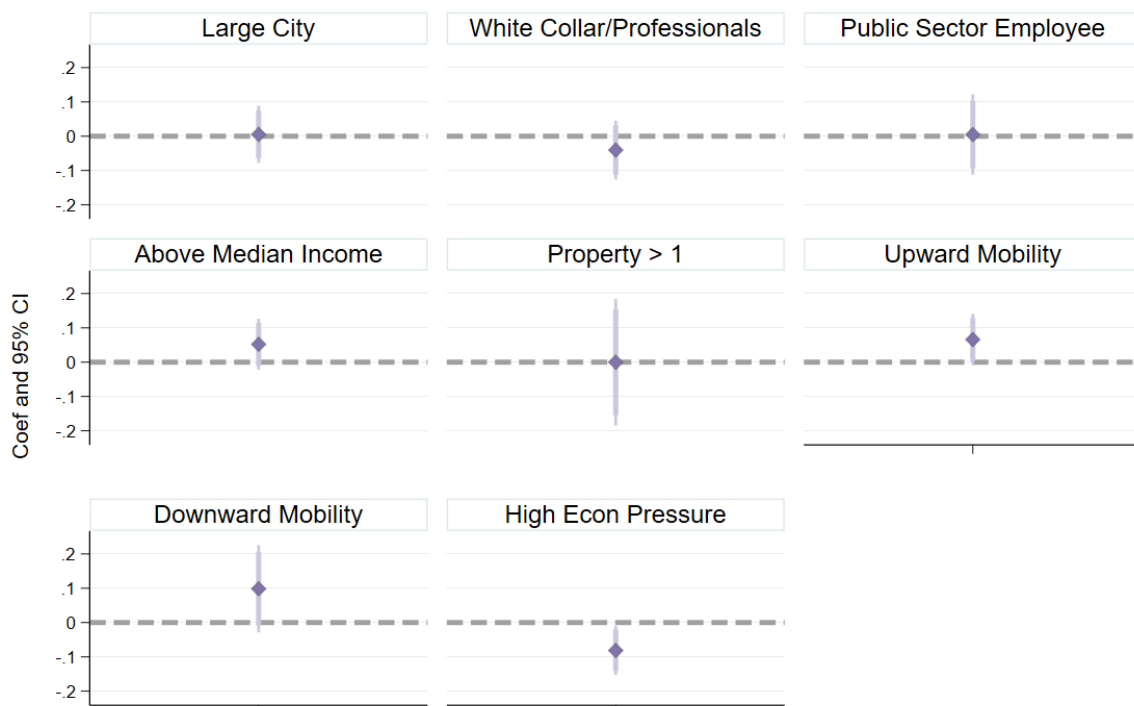 Large City
White Collar/Professionals
Public Sector Employee
.2
.1
0
-.1
-.2
Above Median Income
Property > 1
Upward Mobility
.2
.1
0
-.1
-.2
Coef and 95% CI
Downward Mobility
High Econ Pressure
.2
.1
0
-.1
-.2